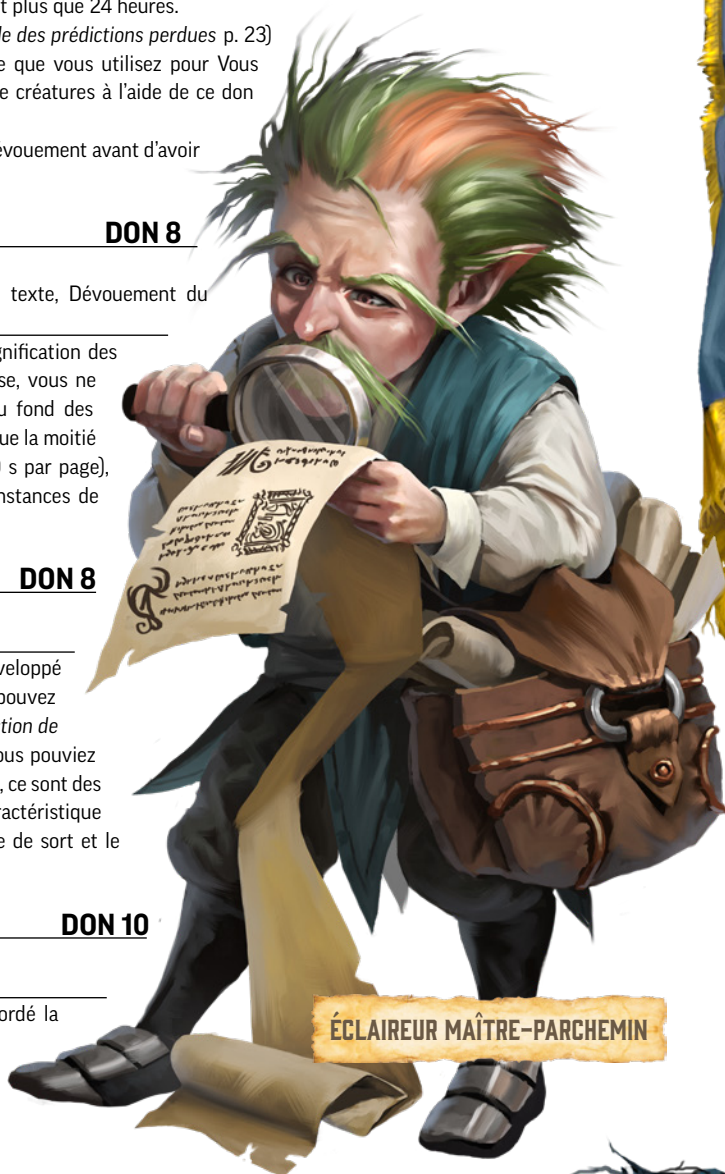 t plus que 24 heures.
le des prédictions perdues p. 23)
e que vous utilisez pour Vous
e créatures à l'aide de ce don
évouement avant d'avoir
DON 8
texte, Dévouement du
gnification des
se, vous ne
u fond des
ue la moitié
s par page),
nstances de
DON 8
veloppé
pouvez
tion de
ous pouviez
, ce sont des
ractéristique
e de sort et le
DON 10
ordé la
ÉCLAIREUR MAÎTRE-PARCHEMIN